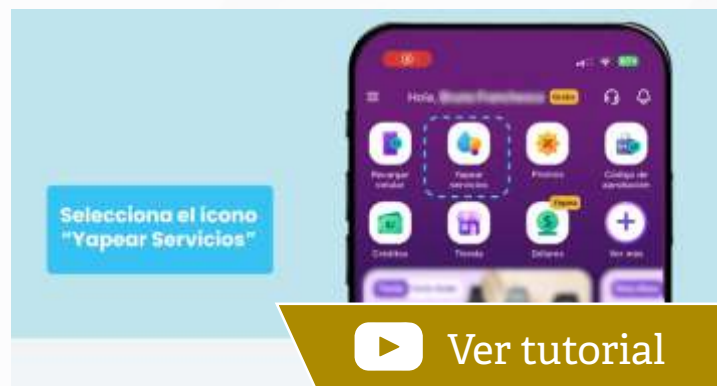 Hola,
Recargar celular
Yapear servicios
Promos
Código de aprobación
Selecciona el ícono
"Yapear Servicios"
Créditos
Tienda
Dólares
Ver más
Ver tutorial